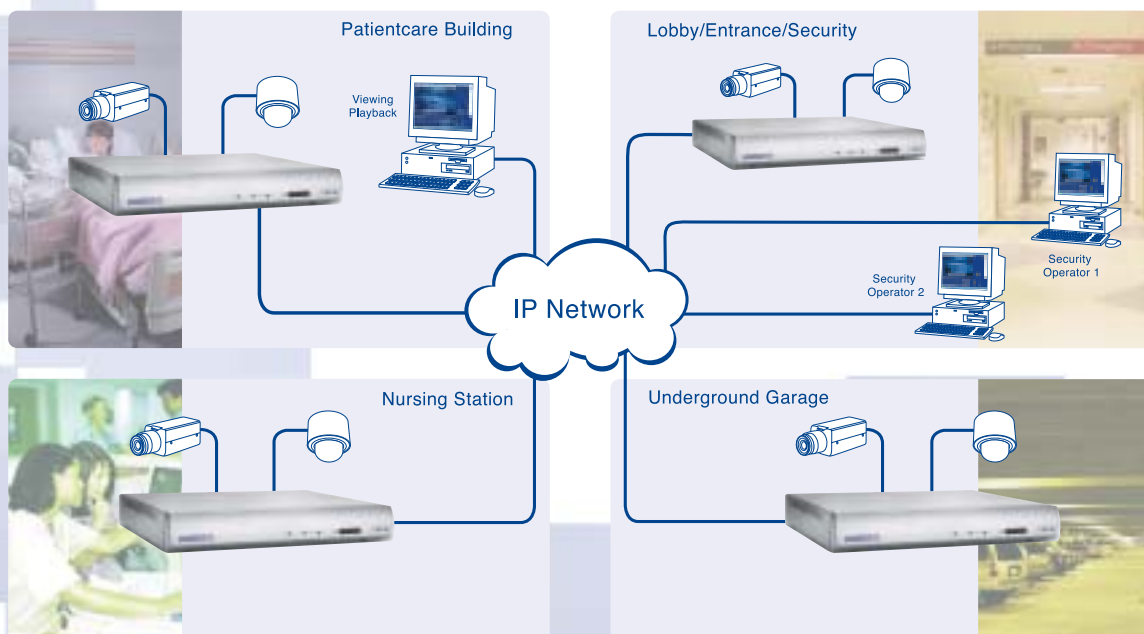 Patientcare Building
Viewing
Playback
Lobby/Entrance/Security
Security
Operator 1
Security
Operator 2
IP Network
Nursing Station
Underground Garage